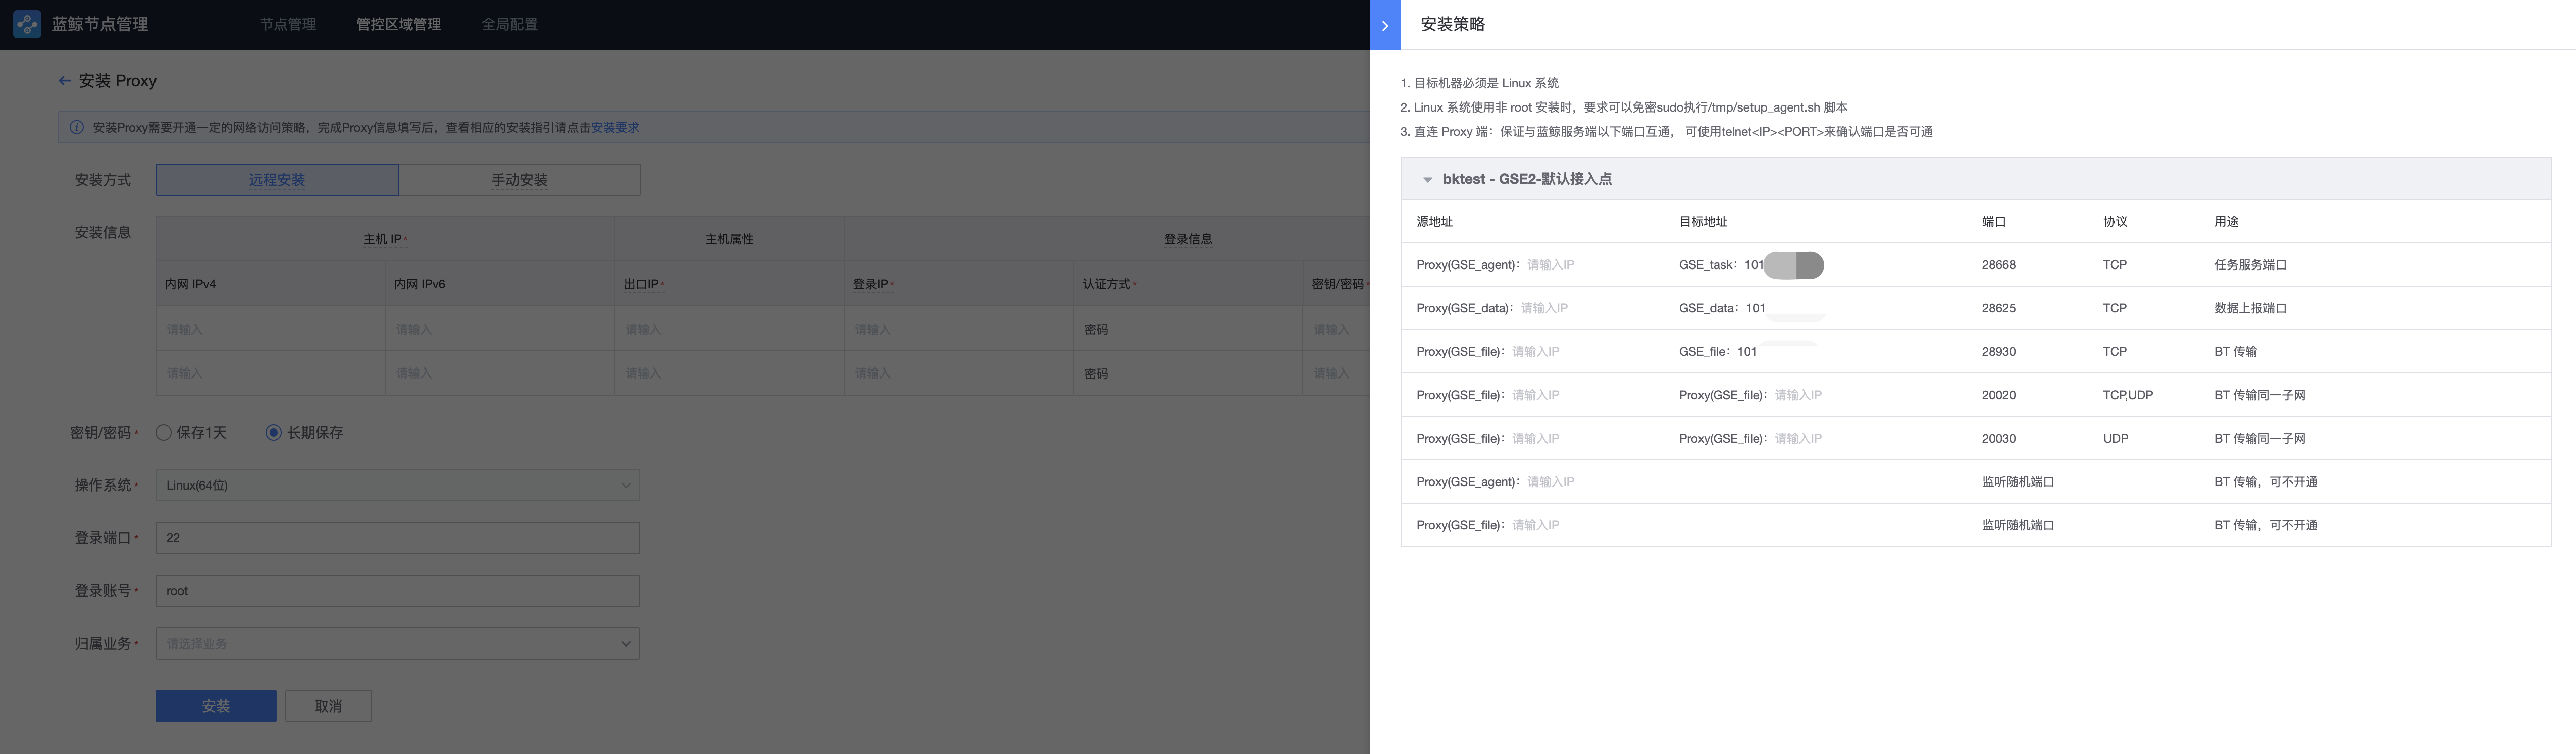 蓝鲸节点管理 节点管理 管控区域管理 全局配置
安装 Proxy
安装Proxy需要开通一定的网络访问策略，完成Proxy信息填写后，查看相应的安装指引请点击安装要求
安装方式 远程安装 手动安装
安装信息 主机 IP* 主机属性 登录信息
内网 IPv4 内网 IPv6 出口IP* 登录IP* 认证方式* 密钥/密码*
请输入 请输入 请输入 请输入 密码 请输入
请输入 请输入 请输入 请输入 密码 请输入
密钥/密码* 保存1天 长期保存
操作系统* Linux(64位)
登录端口* 22
登录账号* root
归属业务* 请选择业务
安装 取消
安装策略
1. 目标机器必须是 Linux 系统
2. Linux 系统使用非 root 安装时，要求可以免密sudo执行/tmp/setup_agent.sh 脚本
3. 直连 Proxy 端：保证与蓝鲸服务端以下端口互通， 可使用telnet<IP><PORT>来确认端口是否可通
bktest - GSE2-默认接入点
源地址 目标地址 端口 协议 用途
Proxy(GSE_agent)：请输入IP GSE_task：101 28668 TCP 任务服务端口
Proxy(GSE_data)：请输入IP GSE_data：101 28625 TCP 数据上报端口
Proxy(GSE_file)：请输入IP GSE_file：101 28930 TCP BT 传输
Proxy(GSE_file)：请输入IP Proxy(GSE_file)：请输入IP 20020 TCP,UDP BT 传输同一子网
Proxy(GSE_file)：请输入IP Proxy(GSE_file)：请输入IP 20030 UDP BT 传输同一子网
Proxy(GSE_agent)：请输入IP 监听随机端口 BT 传输，可不开通
Proxy(GSE_file)：请输入IP 监听随机端口 BT 传输，可不开通